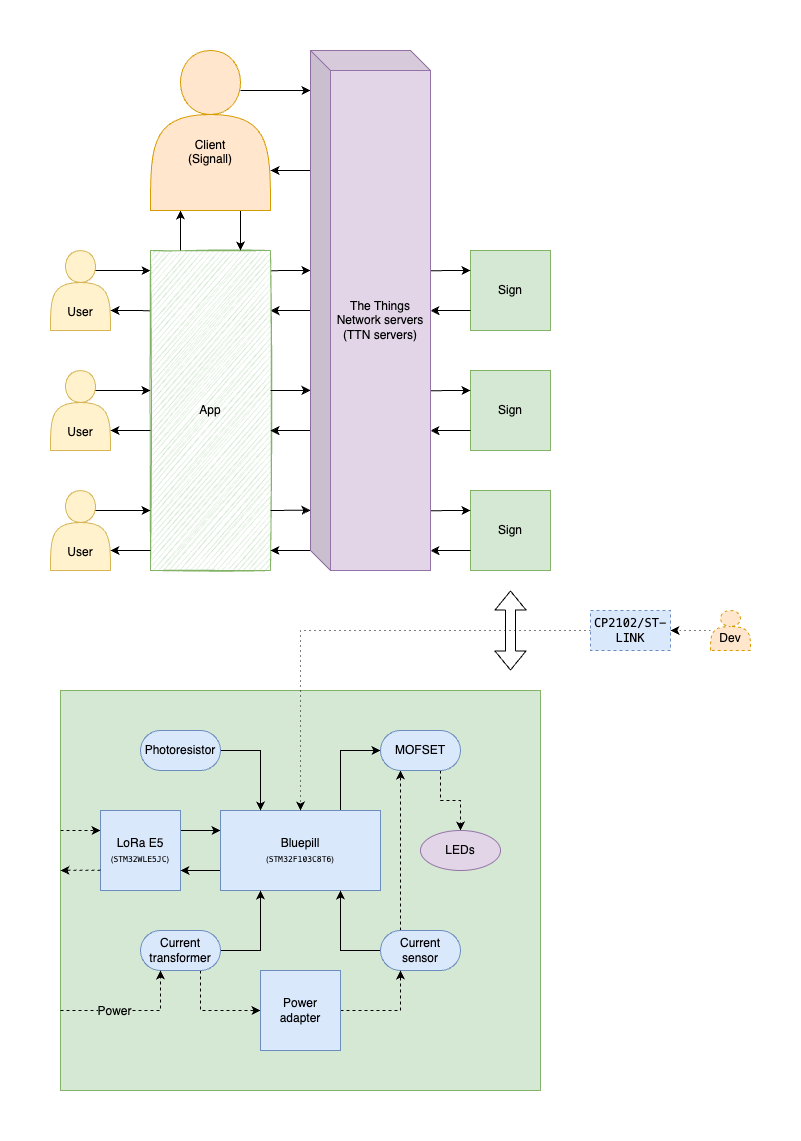 Client
(Signall)
User
The Things
Network servers
(TTN servers)
Sign
User
App
Sign
User
Sign
CP2102/ST-
LINK
Dev
Photoresistor
MOFSET
LoRa E5
(STM32WLE5JC)
Bluepill
(STM32F103C8T6)
LEDs
Current
transformer
Current
sensor
Power
Power
adapter